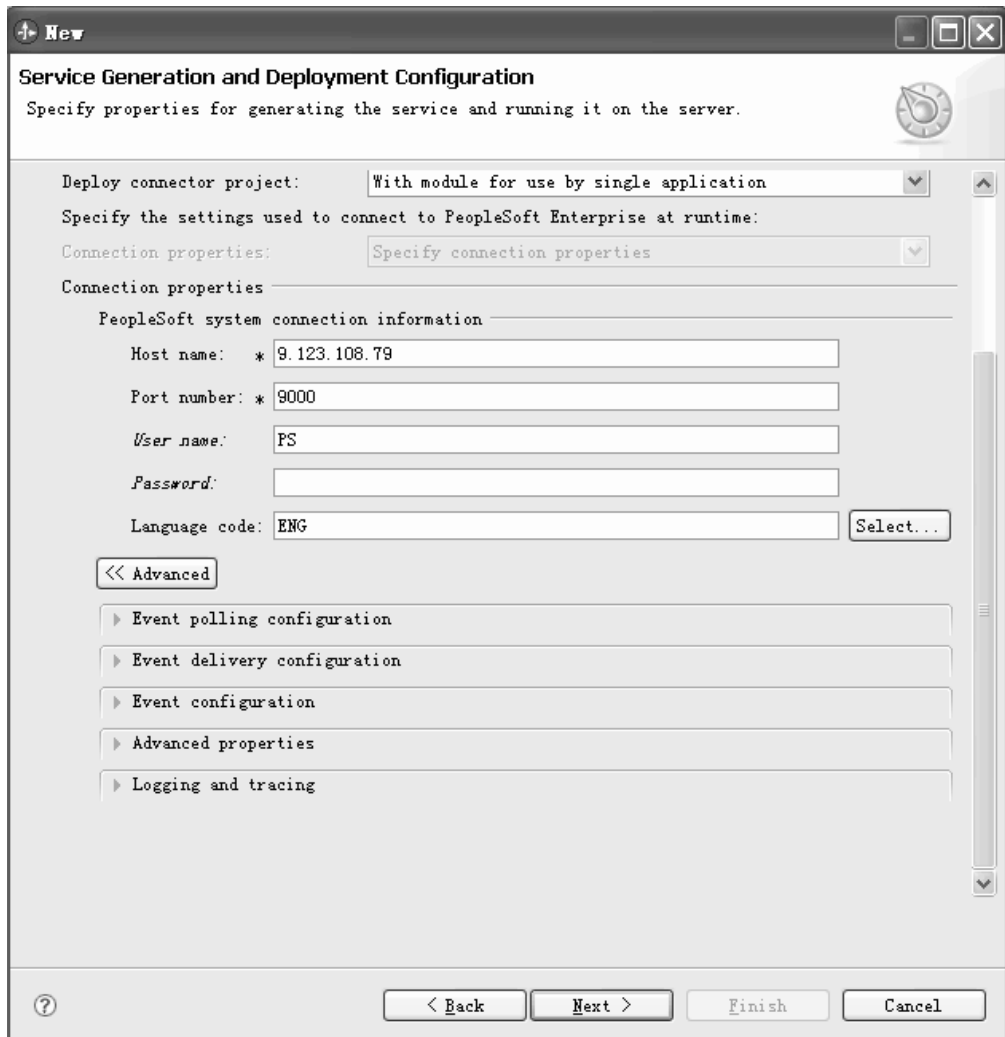 New
Service Generation and Deployment Configuration
Specify properties for generating the service and running it on the server.
Deploy connector project: With module for use by single application
Specify the settings used to connect to PeopleSoft Enterprise at runtime:
Connection properties: Specify connection properties
Connection properties
PeopleSoft system connection information
Host name: * 9.123.108.79
Port number: * 9000
User name: PS
Password:
Language code: ENG Select...
<< Advanced
Event polling configuration
Event delivery configuration
Event configuration
Advanced properties
Logging and tracing
? < Back Next > Finish Cancel